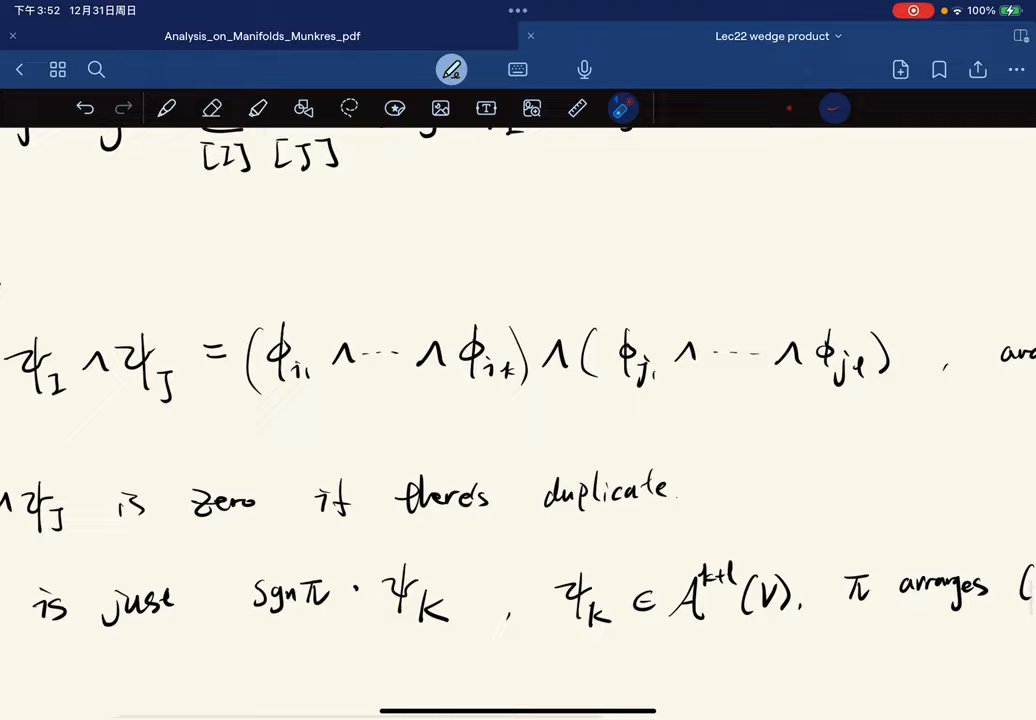 下午3:52 12月31日周日
100%
Analysis_on_Manifolds_Munkres_pdf
Lec22 wedge product
[I] [J]
ψ_I ∧ ψ_J = (ϕ_{i_1} ∧ ··· ∧ ϕ_{i_k}) ∧ (ϕ_{j_1} ∧ ··· ∧ ϕ_{j_ℓ}) ,
∧ ψ_J is zero if there's duplicate.
is just sgn π · ψ_K , ψ_K ∈ A^{k+l}(V). π arranges (